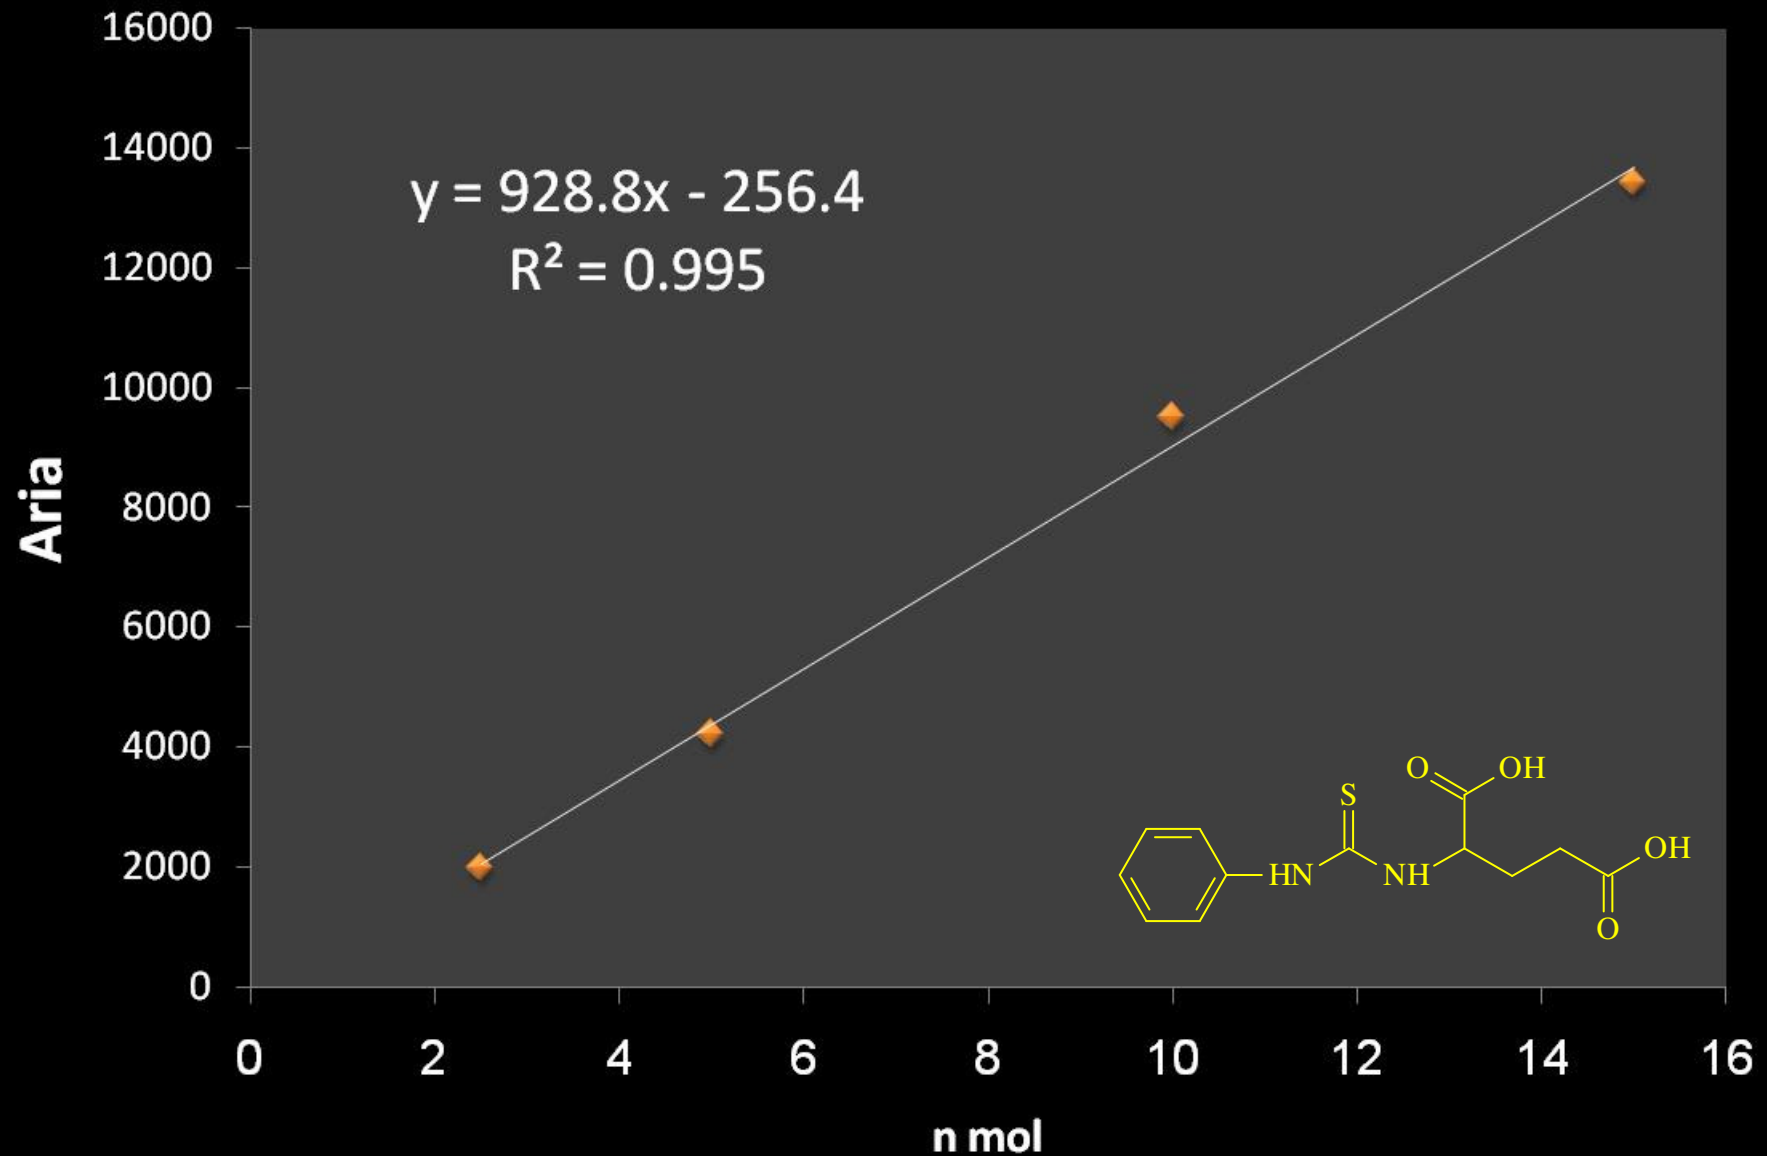 16000
14000
12000
10000
8000
6000
4000
2000
0
Aria
y = 928.8x - 256.4
R² = 0.995
O
OH
S
HN
NH
OH
O
0 2 4 6 8 10 12 14 16
n mol